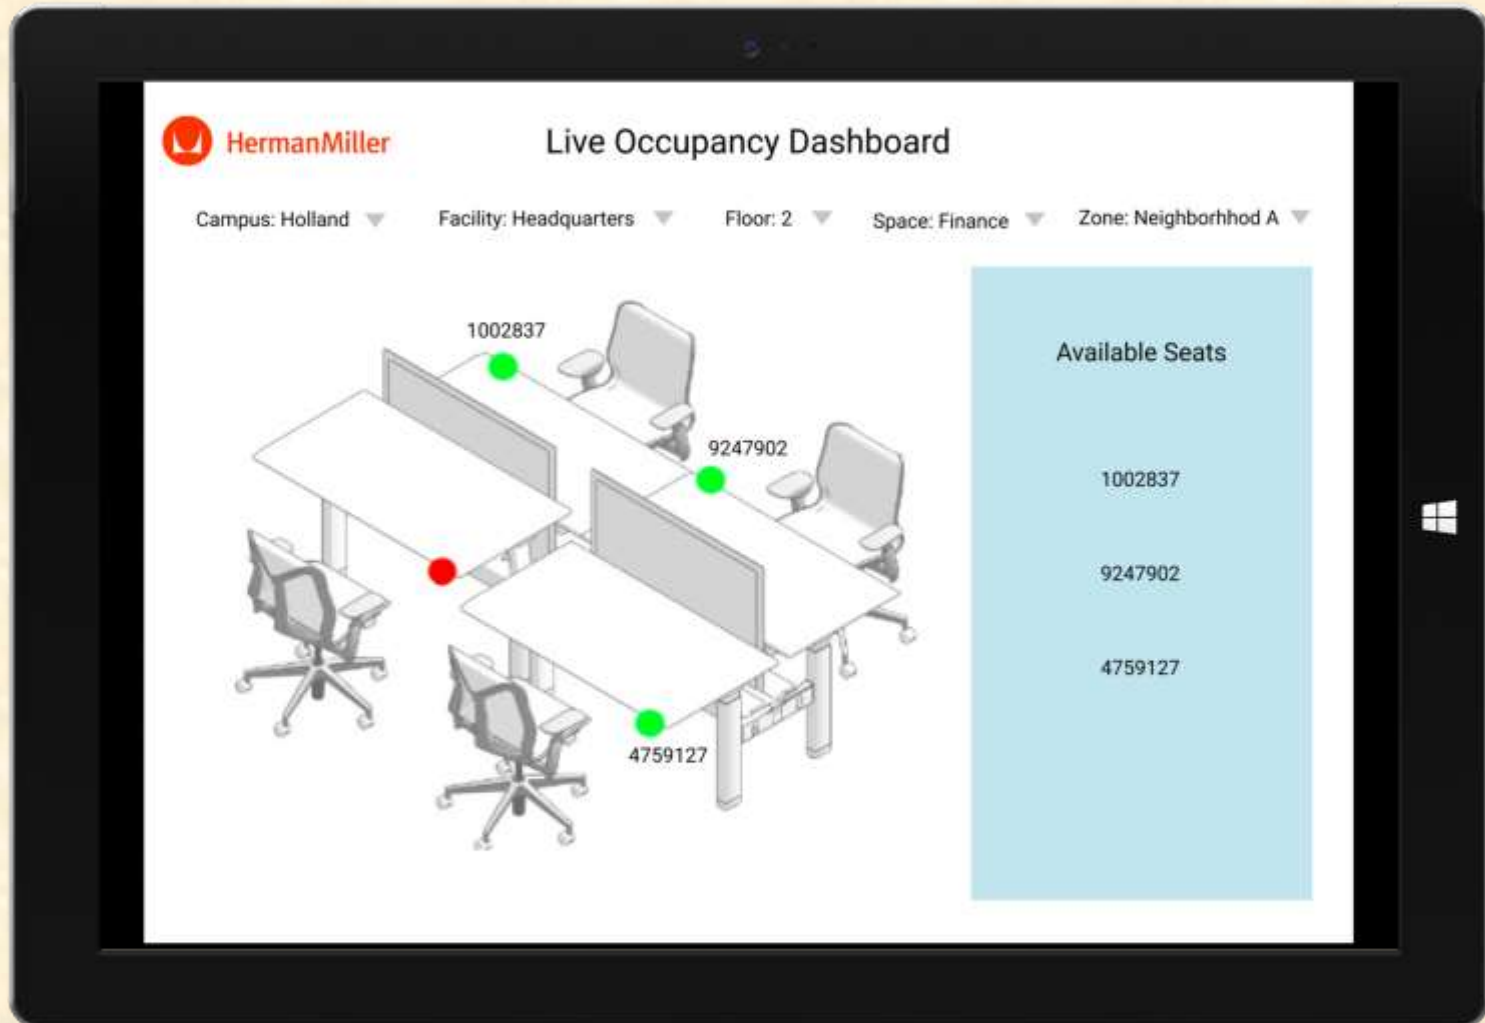 HermanMiller
Live Occupancy Dashboard
Campus: Holland
Facility: Headquarters
Floor: 2
Space: Finance
Zone: Neighborhhod A
1002837
9247902
4759127
Available Seats
1002837
9247902
4759127